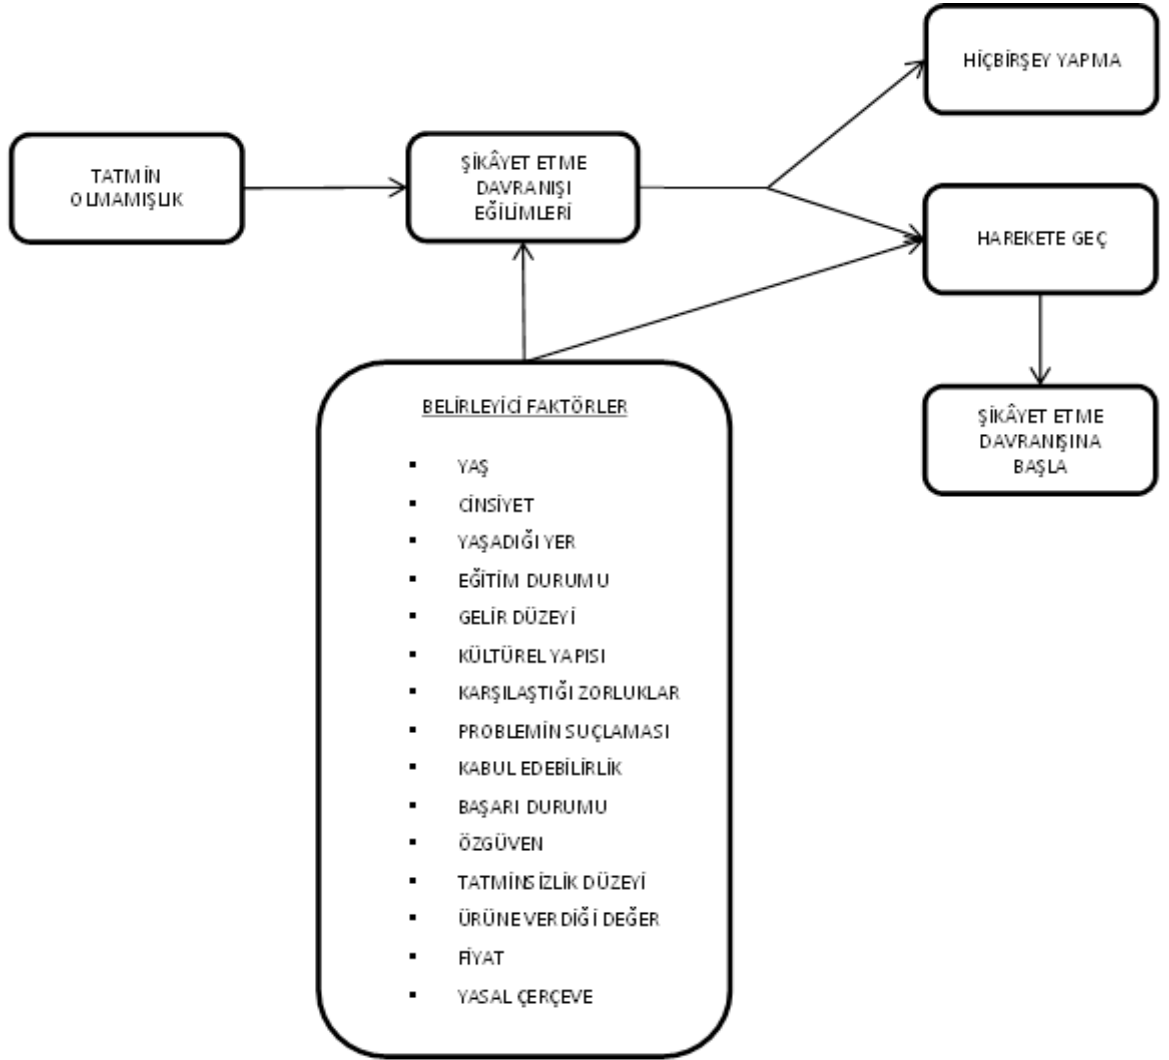 HİÇBİRŞEY YAPMA
TATMİN
OLMAMIŞLIK
ŞİKÂYET ETME
DAVRANIŞI
EĞİLİMLERİ
HAREKETE GEÇ
ŞİKÂYET ETME
DAVRANIŞINA
BAŞLA
BELİRLEYİCİ FAKTÖRLER
▪ YAŞ
▪ CİNSİYET
▪ YAŞADIĞI YER
▪ EĞİTİM DURUMU
▪ GELİR DÜZEYİ
▪ KÜLTÜREL YAPISI
▪ KARŞILAŞTIĞI ZORLUKLAR
▪ PROBLEMİN SUÇLAMASI
▪ KABUL EDEBİLİRLİK
▪ BAŞARI DURUMU
▪ ÖZGÜVEN
▪ TATMİNSİZLİK DÜZEYİ
▪ ÜRÜNE VERDİĞİ DEĞER
▪ FİYAT
▪ YASAL ÇERÇEVE